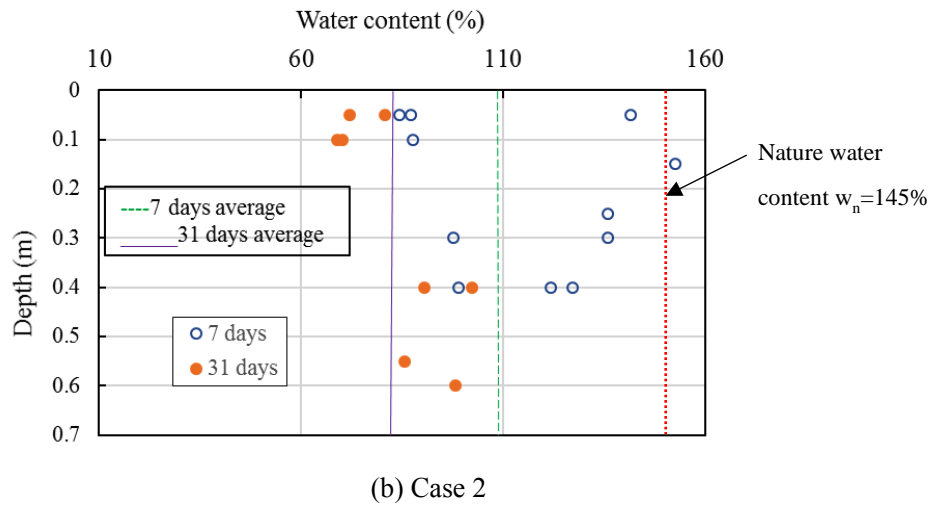 Water content (%)
10 60 110 160
0
0.1
0.2
0.3
0.4
0.5
0.6
0.7
Depth (m)
7 days average
31 days average
7 days
31 days
Nature water
content wn=145%
(b) Case 2